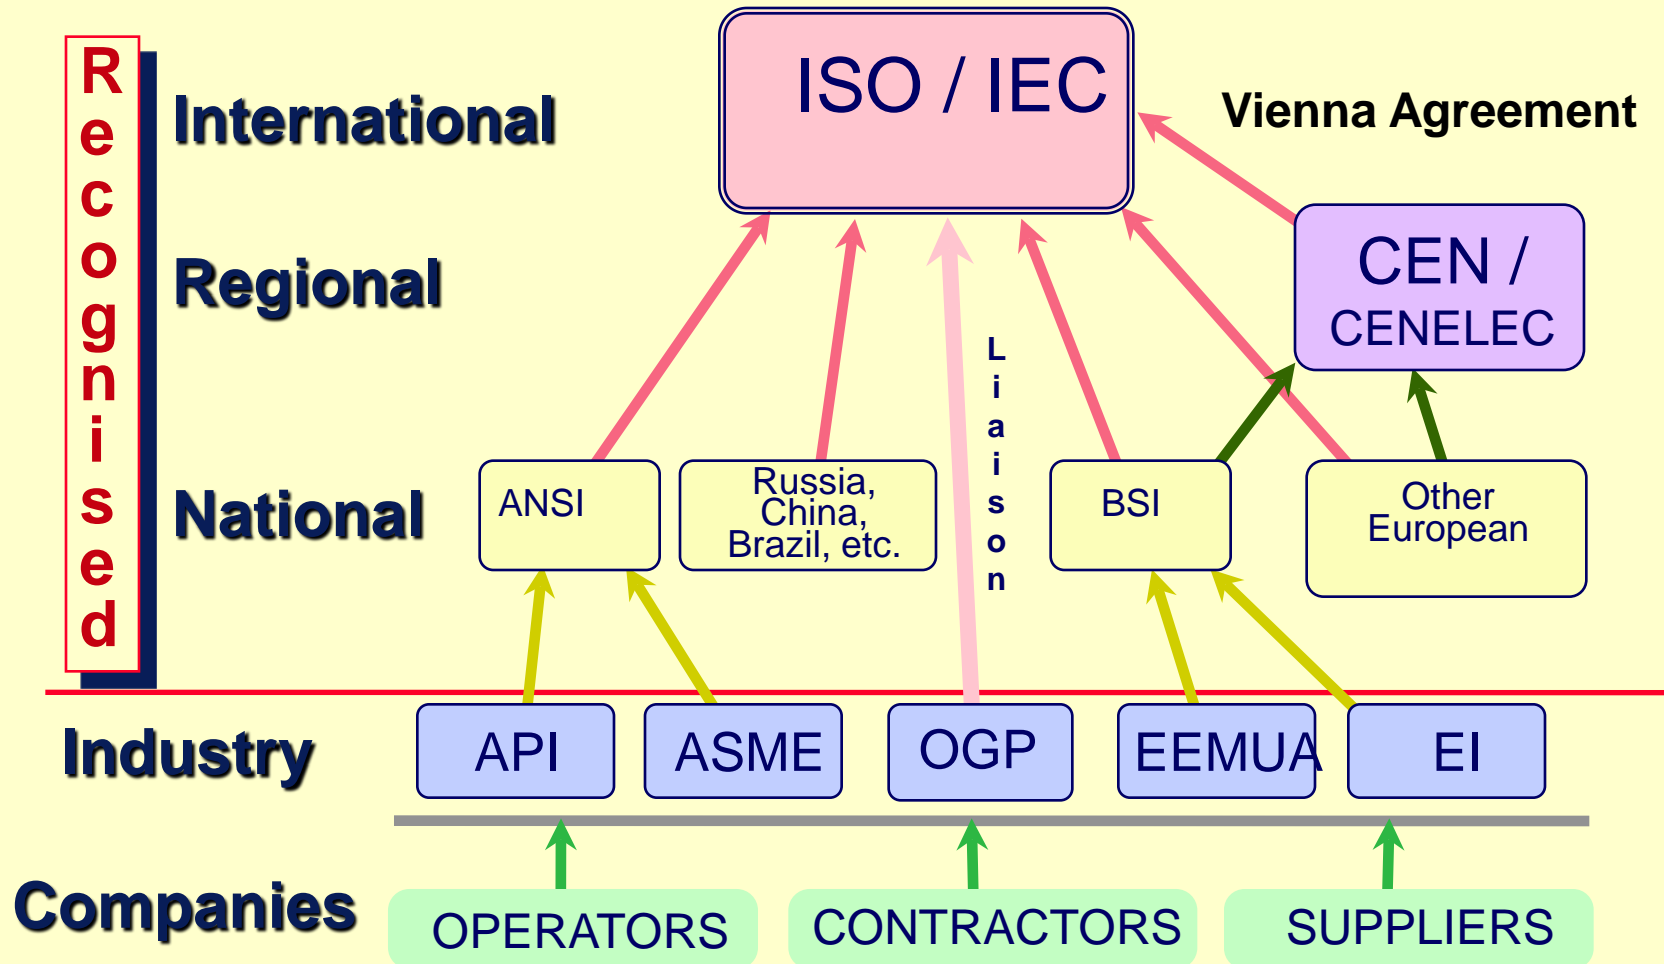 Recognised
International
ISO / IEC
Vienna Agreement
Regional
CEN /
CENELEC
Liaison
National
ANSI
Russia,
China,
Brazil, etc.
BSI
Other
European
Industry
API
ASME
OGP
EEMUA
EI
Companies
OPERATORS
CONTRACTORS
SUPPLIERS